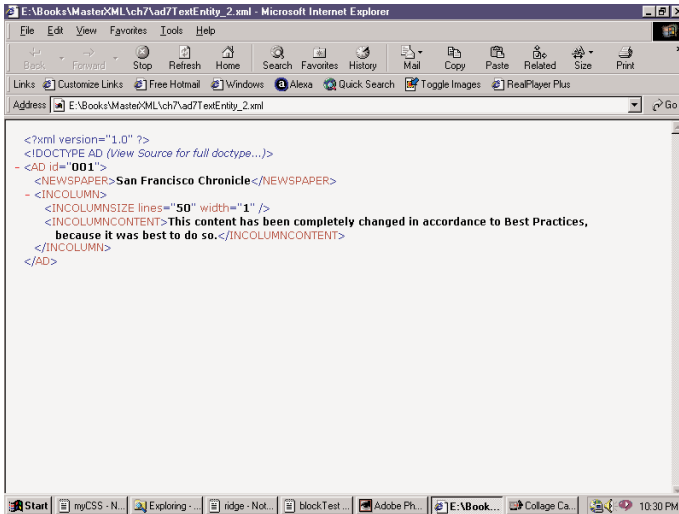 E:\Books\MasterXML\ch7\ad7TextEntity_2.xml - Microsoft Internet Explorer
File Edit View Favorites Tools Help
Back Forward Stop Refresh Home Search Favorites History Mail Copy Paste Related Size Print
Links Customize Links Free Hotmail Windows Alexa Quick Search Toggle Images RealPlayer Plus
Address E:\Books\MasterXML\ch7\ad7TextEntity_2.xml Go
<?xml version="1.0" ?>
<!DOCTYPE AD (View Source for full doctype...)>
- <AD id="001">
<NEWSPAPER>San Francisco Chronicle</NEWSPAPER>
- <INCOLUMN>
<INCOLUMNSIZE lines="50" width="1" />
<INCOLUMNCONTENT>This content has been completely changed in accordance to Best Practices,
because it was best to do so.</INCOLUMNCONTENT>
</INCOLUMN>
</AD>
Start myCSS - N... Exploring - ... ridge - Not... blockTest ... Adobe Ph... E:\Book... Collage Ca... 10:30 PM